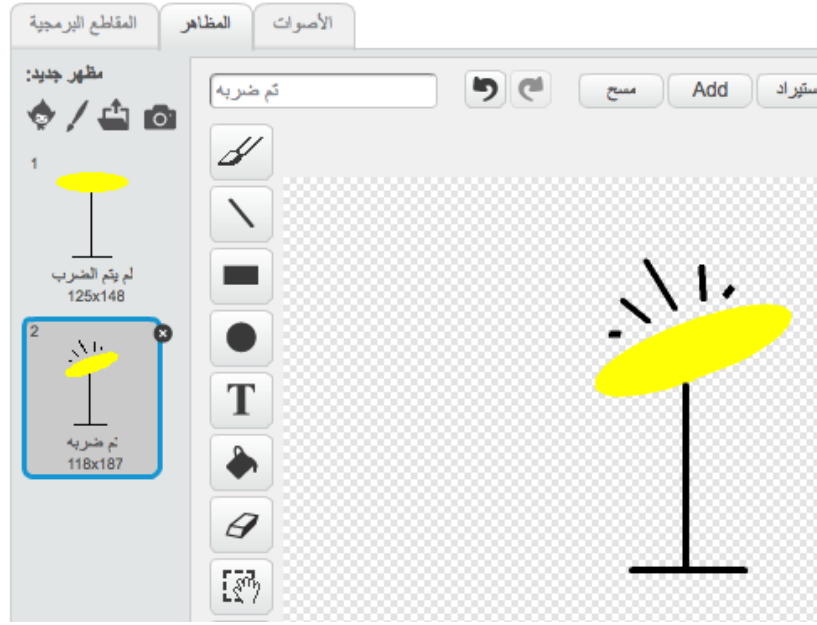 المقاطع البرمجية
المظاهر
الأصوات
مظهر جديد:
تم ضربه
مسح
Add
ستيراد
1
لم يتم الضرب
125x148
2
تم ضربه
118x187
T